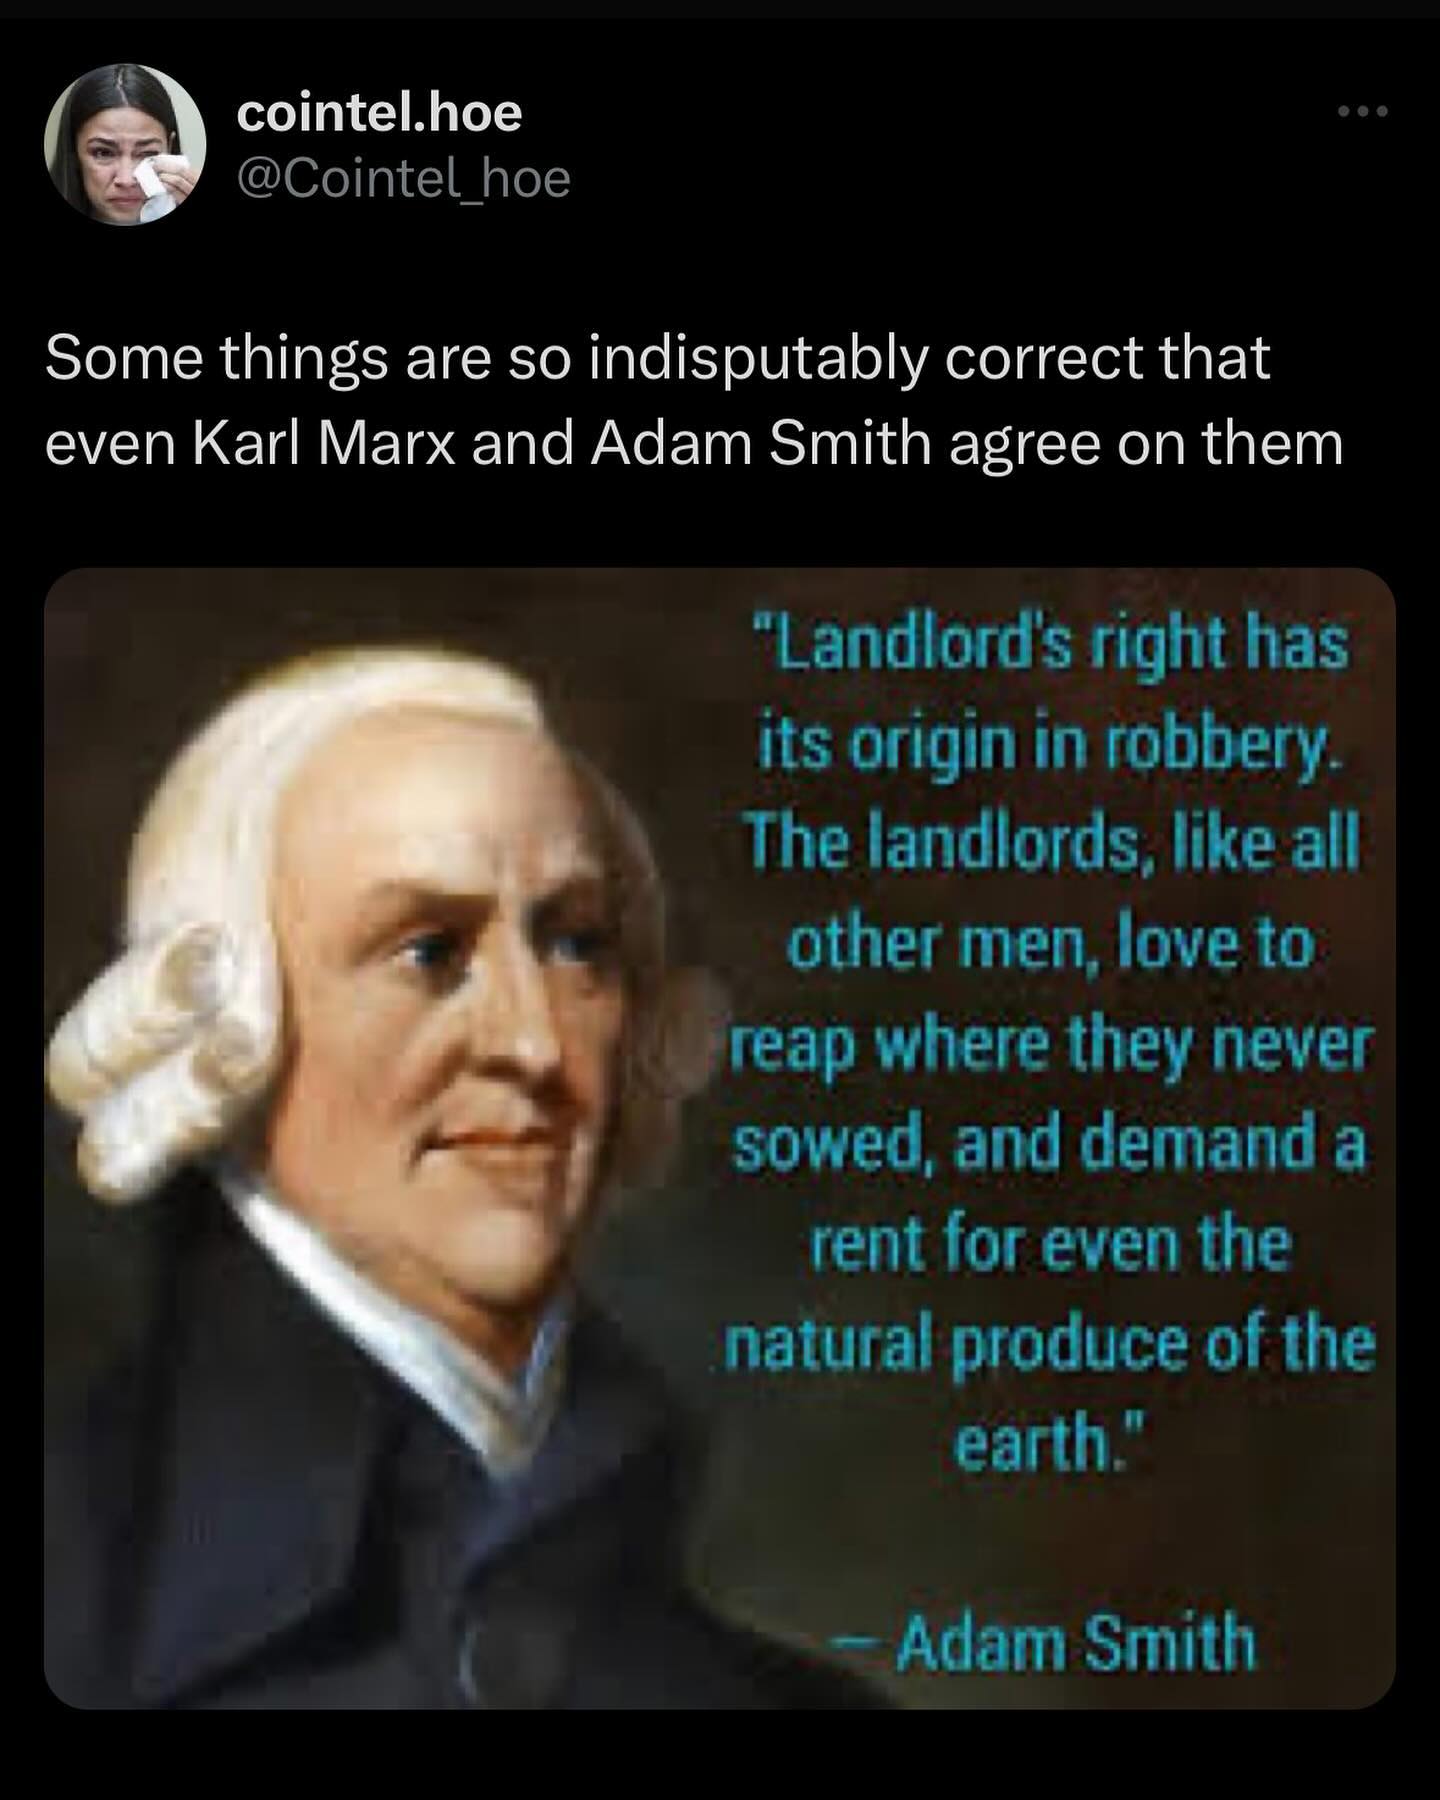 cointel.hoe
@Cointel_hoe
Some things are so indisputably correct that
even Karl Marx and Adam Smith agree on them
"Landlord's right has
its origin in robbery.
The landlords, like all
other men, love to
reap where they never
sowed, and demand a
rent for even the
natural produce of the
earth."
– Adam Smith